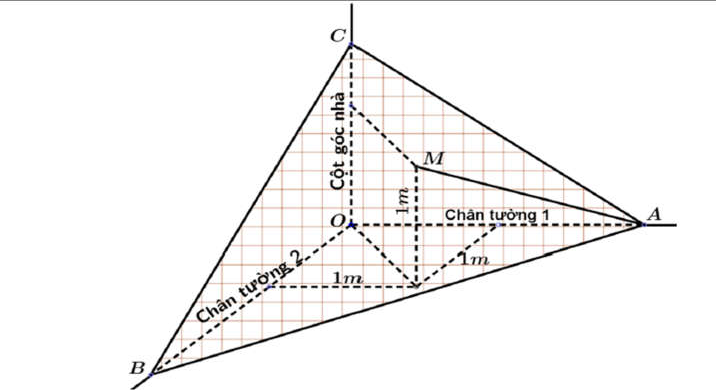 C
Cột góc nhà
M
1m
O
Chân tường 1
A
1m
Chân tường 2
1m
B